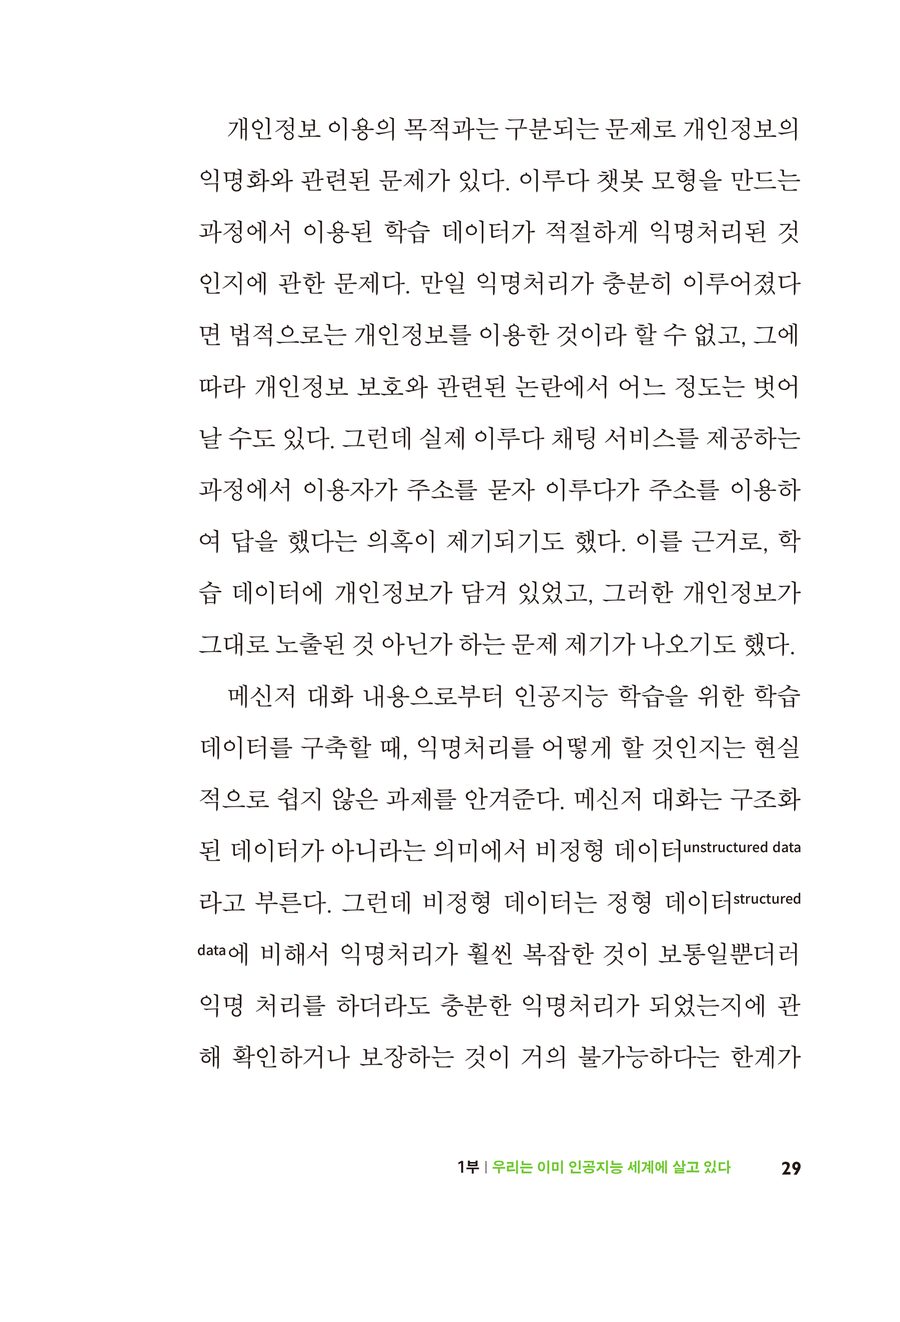 개인정보 이용의 목적과는 구분되는 문제로 개인정보의
익명화와 관련된 문제가 있다. 이루다 챗봇 모형을 만드는
과정에서 이용된 학습 데이터가 적절하게 익명처리된 것
인지에 관한 문제다. 만일 익명처리가 충분히 이루어졌다
면 법적으로는 개인정보를 이용한 것이라 할 수 없고, 그에
따라 개인정보 보호와 관련된 논란에서 어느 정도는 벗어
날 수도 있다. 그런데 실제 이루다 채팅 서비스를 제공하는
과정에서 이용자가 주소를 묻자 이루다가 주소를 이용하
여 답을 했다는 의혹이 제기되기도 했다. 이를 근거로, 학
습 데이터에 개인정보가 담겨 있었고, 그러한 개인정보가
그대로 노출된 것 아닌가 하는 문제 제기가 나오기도 했다.
메신저 대화 내용으로부터 인공지능 학습을 위한 학습
데이터를 구축할 때, 익명처리를 어떻게 할 것인지는 현실
적으로 쉽지 않은 과제를 안겨준다. 메신저 대화는 구조화
된 데이터가 아니라는 의미에서 비정형 데이터unstructured data
라고 부른다. 그런데 비정형 데이터는 정형 데이터structured
data에 비해서 익명처리가 훨씬 복잡한 것이 보통일뿐더러
익명 처리를 하더라도 충분한 익명처리가 되었는지에 관
해 확인하거나 보장하는 것이 거의 불가능하다는 한계가
1부 | 우리는 이미 인공지능 세계에 살고 있다 29